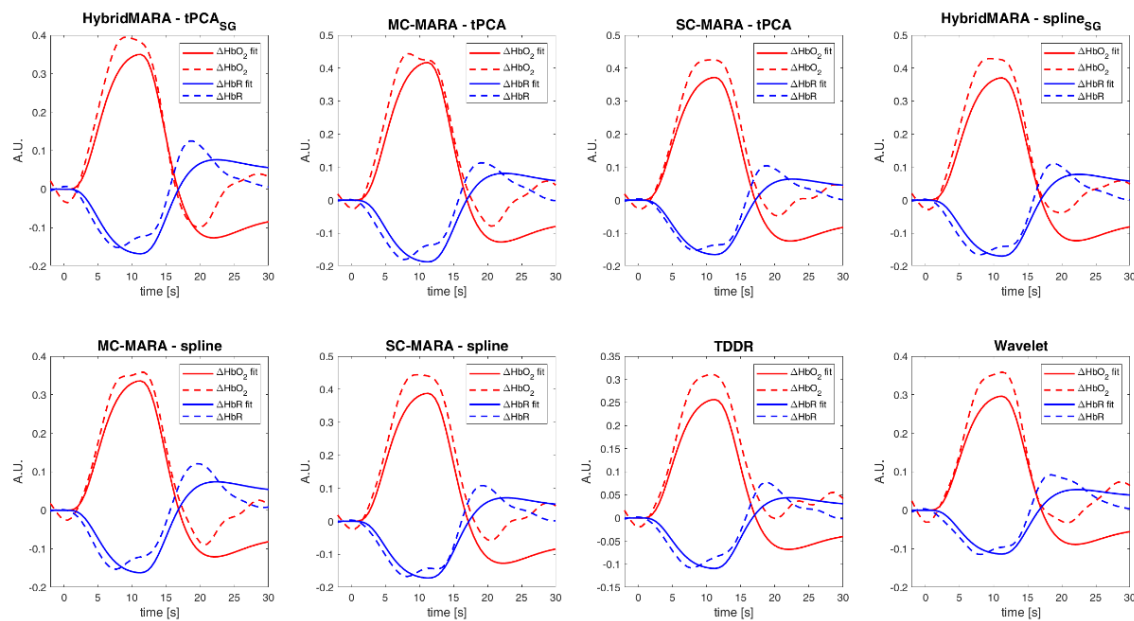 HybridMARA - tPCA_SG
0.4
0.3
0.2
0.1
0
-0.1
-0.2
A.U.
ΔHbO₂ fit
ΔHbO₂
ΔHbR fit
ΔHbR
0 5 10 15 20 25 30
time [s]
MC-MARA - tPCA
0.5
0.4
0.3
0.2
0.1
0
-0.1
-0.2
A.U.
ΔHbO₂ fit
ΔHbO₂
ΔHbR fit
ΔHbR
0 5 10 15 20 25 30
time [s]
SC-MARA - tPCA
0.5
0.4
0.3
0.2
0.1
0
-0.1
-0.2
A.U.
ΔHbO₂ fit
ΔHbO₂
ΔHbR fit
ΔHbR
0 5 10 15 20 25 30
time [s]
HybridMARA - spline_SG
0.5
0.4
0.3
0.2
0.1
0
-0.1
-0.2
A.U.
ΔHbO₂ fit
ΔHbO₂
ΔHbR fit
ΔHbR
0 5 10 15 20 25 30
time [s]
MC-MARA - spline
0.4
0.3
0.2
0.1
0
-0.1
-0.2
A.U.
ΔHbO₂ fit
ΔHbO₂
ΔHbR fit
ΔHbR
0 5 10 15 20 25 30
time [s]
SC-MARA - spline
0.5
0.4
0.3
0.2
0.1
0
-0.1
-0.2
A.U.
ΔHbO₂ fit
ΔHbO₂
ΔHbR fit
ΔHbR
0 5 10 15 20 25 30
time [s]
TDDR
0.35
0.3
0.25
0.2
0.15
0.1
0.05
0
-0.05
-0.1
-0.15
A.U.
ΔHbO₂ fit
ΔHbO₂
ΔHbR fit
ΔHbR
0 5 10 15 20 25 30
time [s]
Wavelet
0.4
0.3
0.2
0.1
0
-0.1
-0.2
A.U.
ΔHbO₂ fit
ΔHbO₂
ΔHbR fit
ΔHbR
0 5 10 15 20 25 30
time [s]